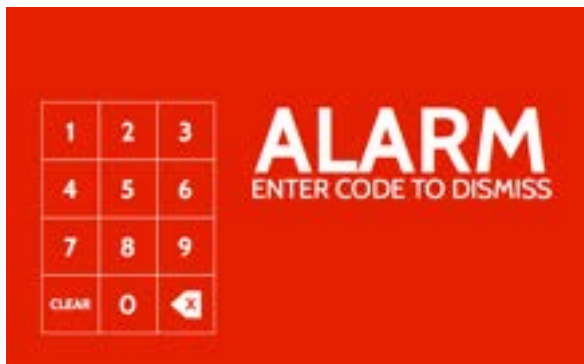 1 2 3
4 5 6
7 8 9
CLEAR 0 X
ALARM
ENTER CODE TO DISMISS